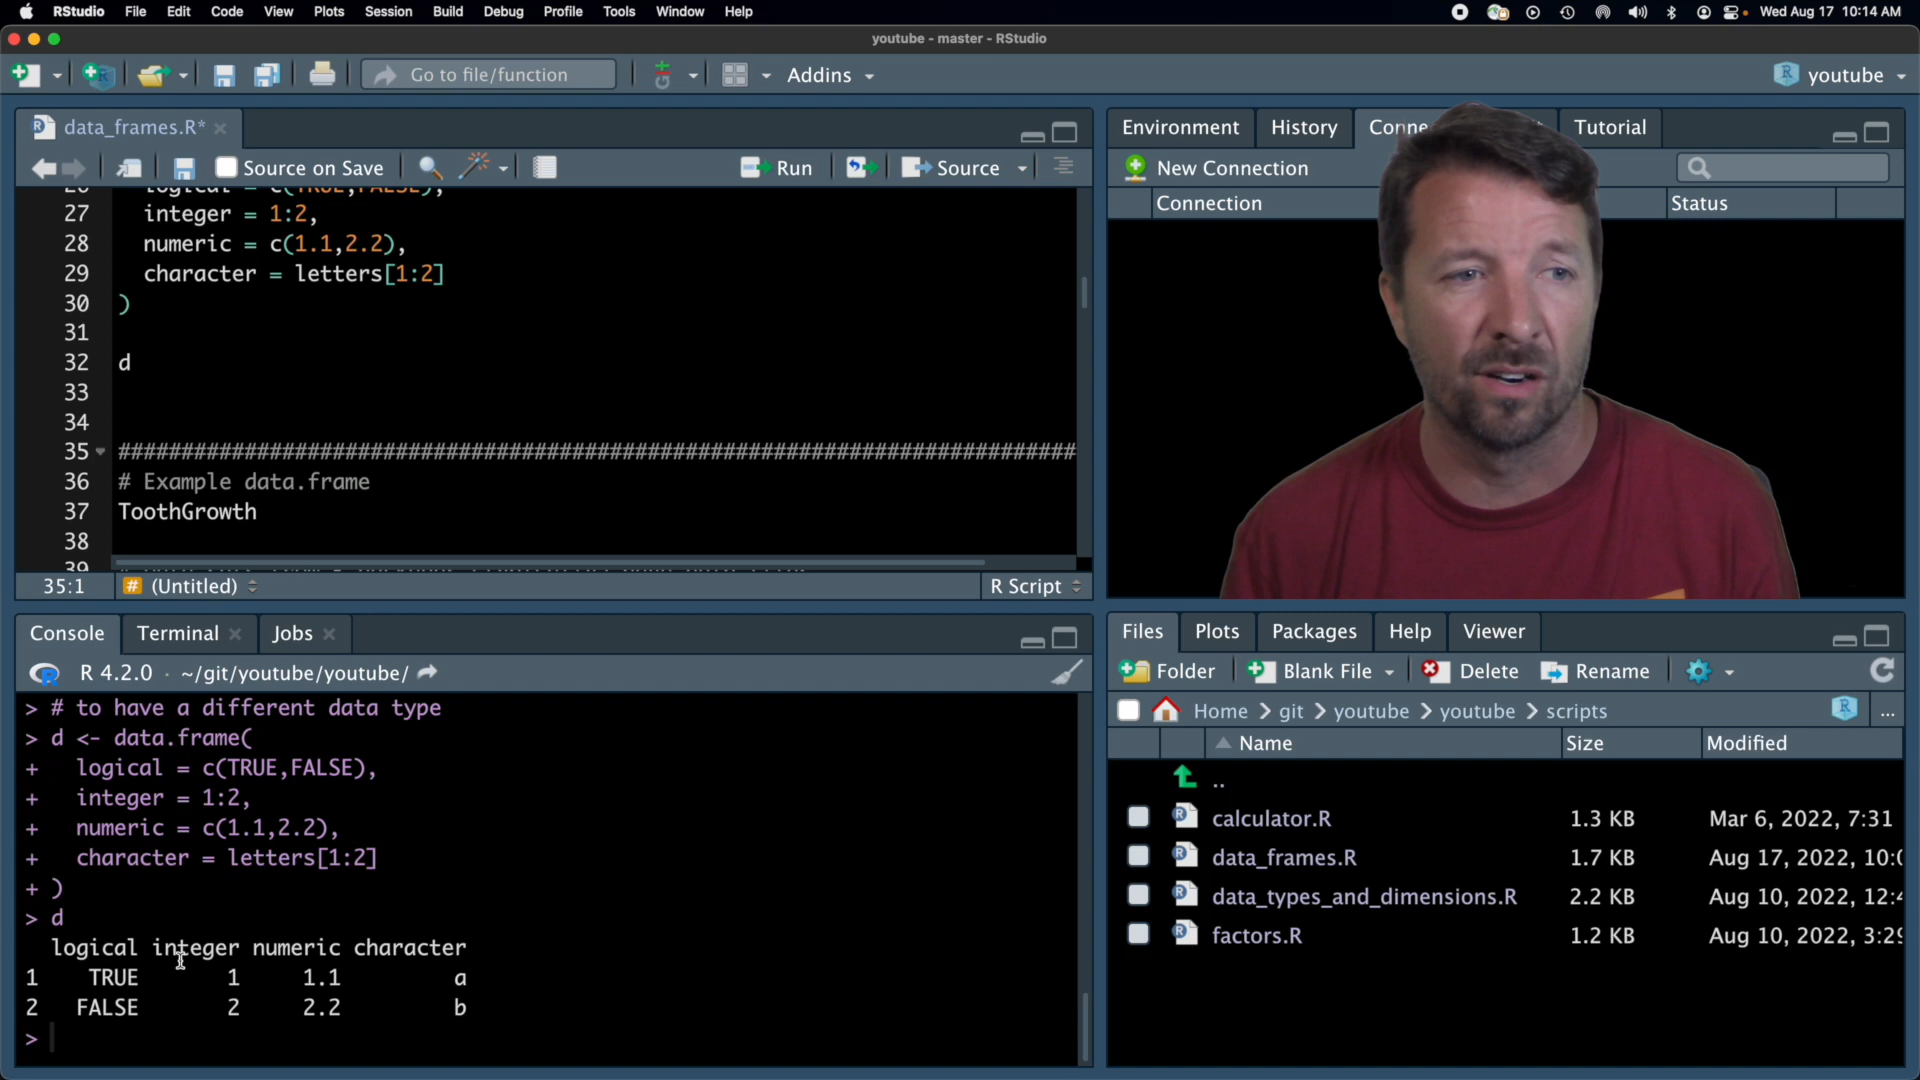 RStudio File Edit Code View Plots Session Build Debug Profile Tools Window Help Wed Aug 17 10:14 AM
youtube - master - RStudio
Go to file/function Addins youtube
data_frames.R*
Source on Save Run Source
27 integer = 1:2,
28 numeric = c(1.1,2.2),
29 character = letters[1:2]
30 )
31
32 d
33
34
35 ############################################################################
36 # Example data.frame
37 ToothGrowth
38
35:1 # (Untitled) R Script
Console Terminal Jobs
R 4.2.0 · ~/git/youtube/youtube/
> # to have a different data type
> d <- data.frame(
+ logical = c(TRUE,FALSE),
+ integer = 1:2,
+ numeric = c(1.1,2.2),
+ character = letters[1:2]
+ )
> d
logical integer numeric character
1 TRUE 1 1.1 a
2 FALSE 2 2.2 b
>
Environment History Conne Tutorial
New Connection
Connection Status
Files Plots Packages Help Viewer
Folder Blank File Delete Rename
Home > git > youtube > youtube > scripts ...
Name Size Modified
..
calculator.R 1.3 KB Mar 6, 2022, 7:31
data_frames.R 1.7 KB Aug 17, 2022, 10:0
data_types_and_dimensions.R 2.2 KB Aug 10, 2022, 12:4
factors.R 1.2 KB Aug 10, 2022, 3:29